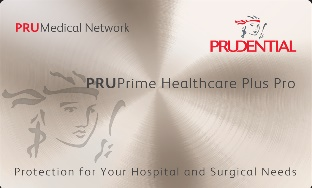 PRUMedical Network
PRUDENTIAL
PRUPrime Healthcare Plus Pro
Protection for Your Hospital and Surgical Needs